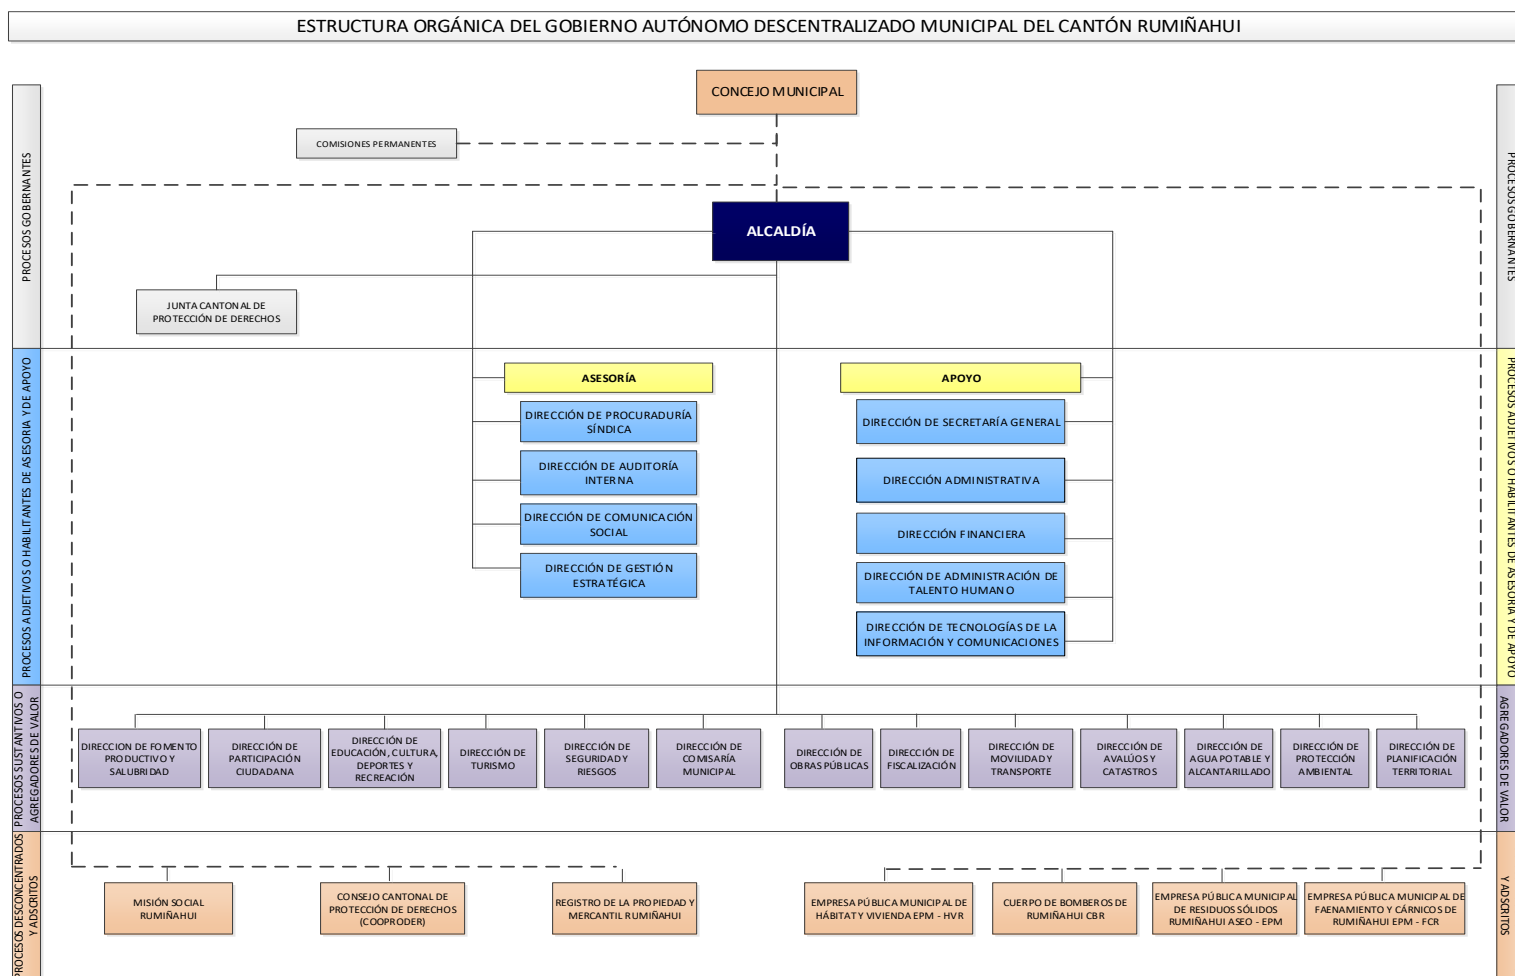 ESTRUCTURA ORGÁNICA DEL GOBIERNO AUTÓNOMO DESCENTRALIZADO MUNICIPAL DEL CANTÓN RUMIÑAHUI
CONCEJO MUNICIPAL
COMISIONES PERMANENTES
PROCESOS GOBERNANTES
PROCESOS GOBERNANTES
ALCALDÍA
JUNTA CANTONAL DE
PROTECCIÓN DE DERECHOS
PROCESOS ADJETIVOS O HABILITANTES DE ASESORIA Y DE APOYO
PROCESOS ADJETIVOS O HABILITANTES DE ASESORIA Y DE APOYO
ASESORÍA
DIRECCIÓN DE PROCURADURÍA
SÍNDICA
DIRECCIÓN DE AUDITORÍA
INTERNA
DIRECCIÓN DE COMUNICACIÓN
SOCIAL
DIRECCIÓN DE GESTIÓN
ESTRATÉGICA
APOYO
DIRECCIÓN DE SECRETARÍA GENERAL
DIRECCIÓN ADMINISTRATIVA
DIRECCIÓN FINANCIERA
DIRECCIÓN DE ADMINISTRACIÓN DE
TALENTO HUMANO
DIRECCIÓN DE TECNOLOGÍAS DE LA
INFORMACIÓN Y COMUNICACIONES
PROCESOS SUSTANTIVOS O
AGREGADORES DE VALOR
AGREGADORES DE VALOR
DIRECCION DE FOMENTO
PRODUCTIVO Y
SALUBRIDAD
DIRECCIÓN DE
PARTICIPACIÓN
CIUDADANA
DIRECCIÓN DE
EDUCACIÓN, CULTURA,
DEPORTES Y
RECREACIÓN
DIRECCIÓN DE
TURISMO
DIRECCIÓN DE
SEGURIDAD Y
RIESGOS
DIRECCIÓN DE
COMISARÍA
MUNICIPAL
DIRECCIÓN DE
OBRAS PÚBLICAS
DIRECCIÓN DE
FISCALIZACIÓN
DIRECCIÓN DE
MOVILIDAD Y
TRANSPORTE
DIRECCIÓN DE
AVALÚOS Y
CATASTROS
DIRECCIÓN DE
AGUA POTABLE Y
ALCANTARILLADO
DIRECCIÓN DE
PROTECCIÓN
AMBIENTAL
DIRECCIÓN DE
PLANIFICACIÓN
TERRITORIAL
PROCESOS DESCONCENTRADOS
Y ADSCRITOS
Y ADSCRITOS
MISIÓN SOCIAL
RUMIÑAHUI
CONSEJO CANTONAL DE
PROTECCIÓN DE DERECHOS
(COOPRODER)
REGISTRO DE LA PROPIEDAD Y
MERCANTIL RUMIÑAHUI
EMPRESA PÚBLICA MUNICIPAL DE
HÁBITAT Y VIVIENDA EPM - HVR
CUERPO DE BOMBEROS DE
RUMIÑAHUI CBR
EMPRESA PÚBLICA MUNICIPAL
DE RESIDUOS SÓLIDOS
RUMIÑAHUI ASEO - EPM
EMPRESA PÚBLICA MUNICIPAL DE
FAENAMIENTO Y CÁRNICOS DE
RUMIÑAHUI EPM - FCR